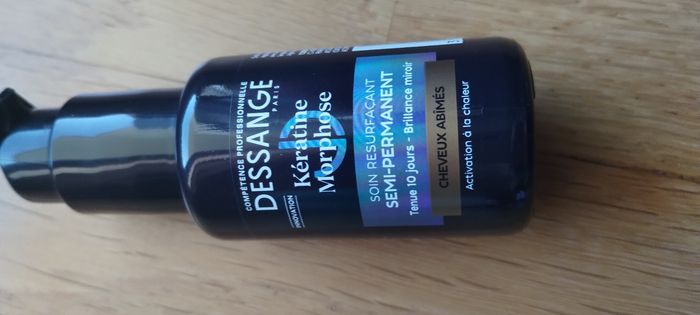 COMPÉTENCE PROFESSIONNELLE
DESSANGE
PARIS
INNOVATION
Kératine
Morphose
SOIN RESURFAÇANT
SEMI-PERMANENT
Tenue 10 jours - Brillance miroir
CHEVEUX ABÎMÉS
Activation à la chaleur